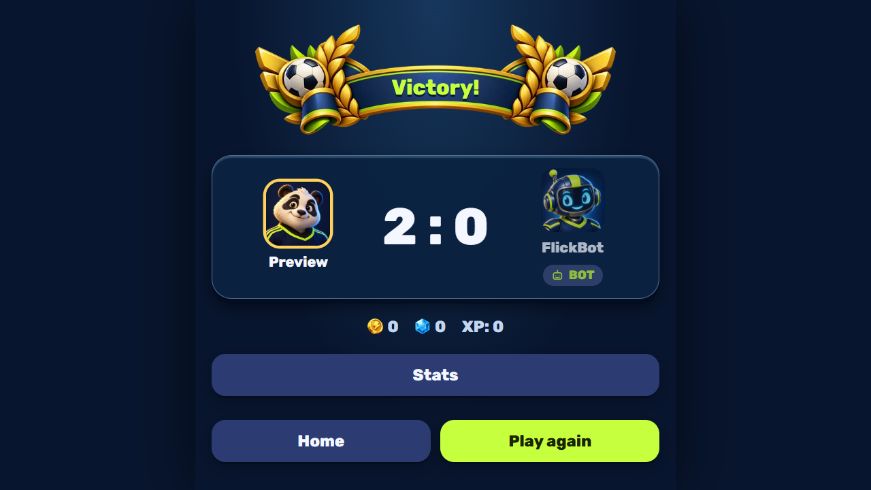 Victory!
Preview
2 : 0
FlickBot
BOT
0 0 XP: 0
Stats
Home Play again